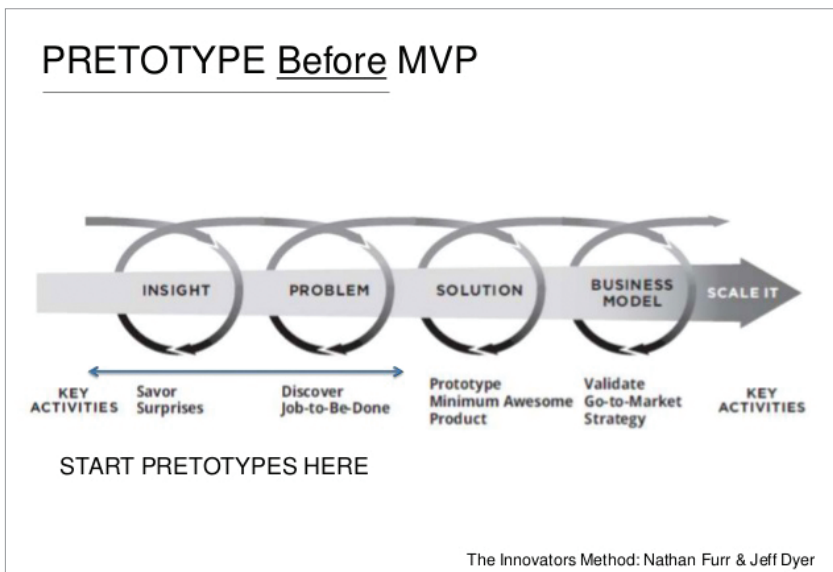 PRETOTYPE Before MVP
INSIGHT
PROBLEM
SOLUTION
BUSINESS
MODEL
SCALE IT
KEY
ACTIVITIES
Savor
Surprises
Discover
Job-to-Be-Done
Prototype
Minimum Awesome
Product
Validate
Go-to-Market
Strategy
KEY
ACTIVITIES
START PRETOTYPES HERE
The Innovators Method: Nathan Furr & Jeff Dyer